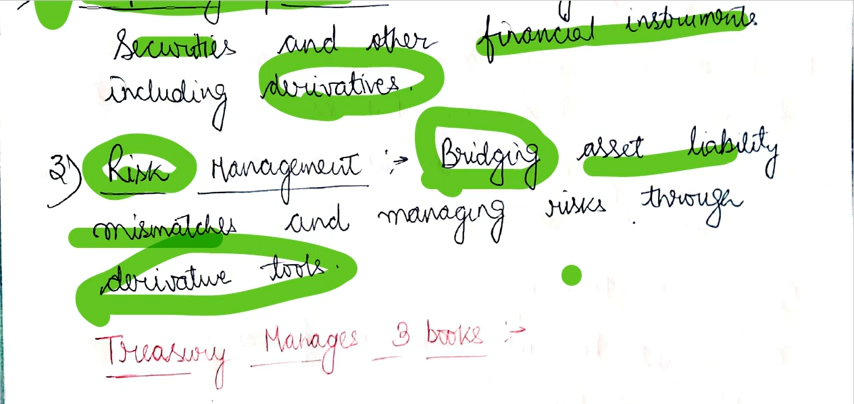 Securities and other financial instruments
including derivatives.
3) Risk Management :→ Bridging asset liability
mismatches and managing risks through
derivative tools.
Treasury Manages 3 books :→